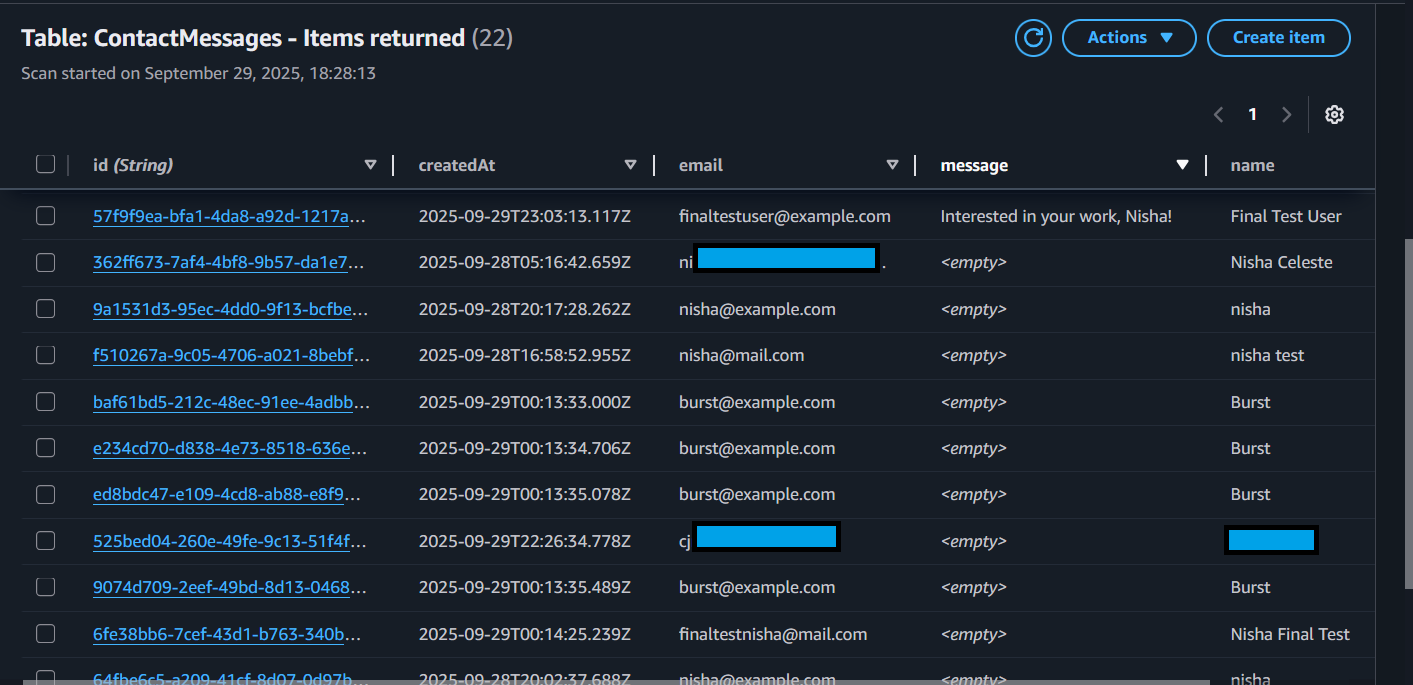 Table: ContactMessages - Items returned (22)
Actions
Create item
Scan started on September 29, 2025, 18:28:13
1
id (String) createdAt email message name
57f9f9ea-bfa1-4da8-a92d-1217a... 2025-09-29T23:03:13.117Z finaltestuser@example.com Interested in your work, Nisha! Final Test User
362ff673-7af4-4bf8-9b57-da1e7... 2025-09-28T05:16:42.659Z ni . <empty> Nisha Celeste
9a1531d3-95ec-4dd0-9f13-bcfbe... 2025-09-28T20:17:28.262Z nisha@example.com <empty> nisha
f510267a-9c05-4706-a021-8bebf... 2025-09-28T16:58:52.955Z nisha@mail.com <empty> nisha test
baf61bd5-212c-48ec-91ee-4adbb... 2025-09-29T00:13:33.000Z burst@example.com <empty> Burst
e234cd70-d838-4e73-8518-636e... 2025-09-29T00:13:34.706Z burst@example.com <empty> Burst
ed8bdc47-e109-4cd8-ab88-e8f9... 2025-09-29T00:13:35.078Z burst@example.com <empty> Burst
525bed04-260e-49fe-9c13-51f4f... 2025-09-29T22:26:34.778Z cj <empty>
9074d709-2eef-49bd-8d13-0468... 2025-09-29T00:13:35.489Z burst@example.com <empty> Burst
6fe38bb6-7cef-43d1-b763-340b... 2025-09-29T00:14:25.239Z finaltestnisha@mail.com <empty> Nisha Final Test
64fbe6c5-a209-41cf-8d07-0d97b... 2025-09-28T20:02:37.688Z nisha@example.com <empty> nisha